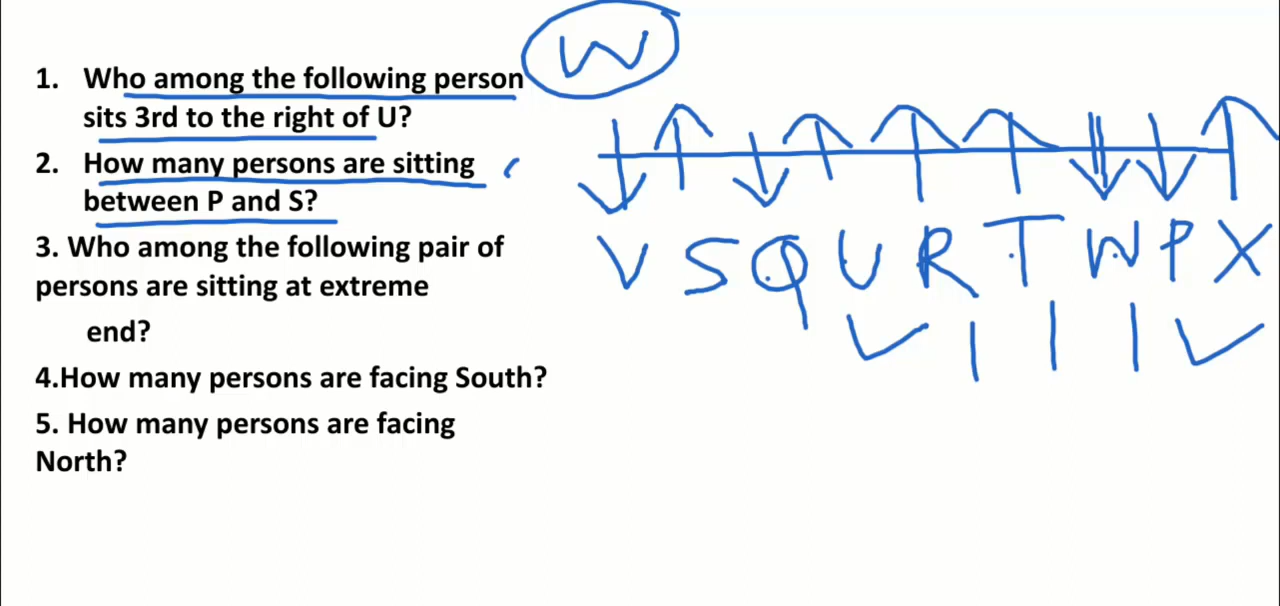 1. Who among the following person
sits 3rd to the right of U?
2. How many persons are sitting
between P and S?
3. Who among the following pair of
persons are sitting at extreme
end?
4.How many persons are facing South?
5. How many persons are facing
North?
W
V S Q U R T W P X